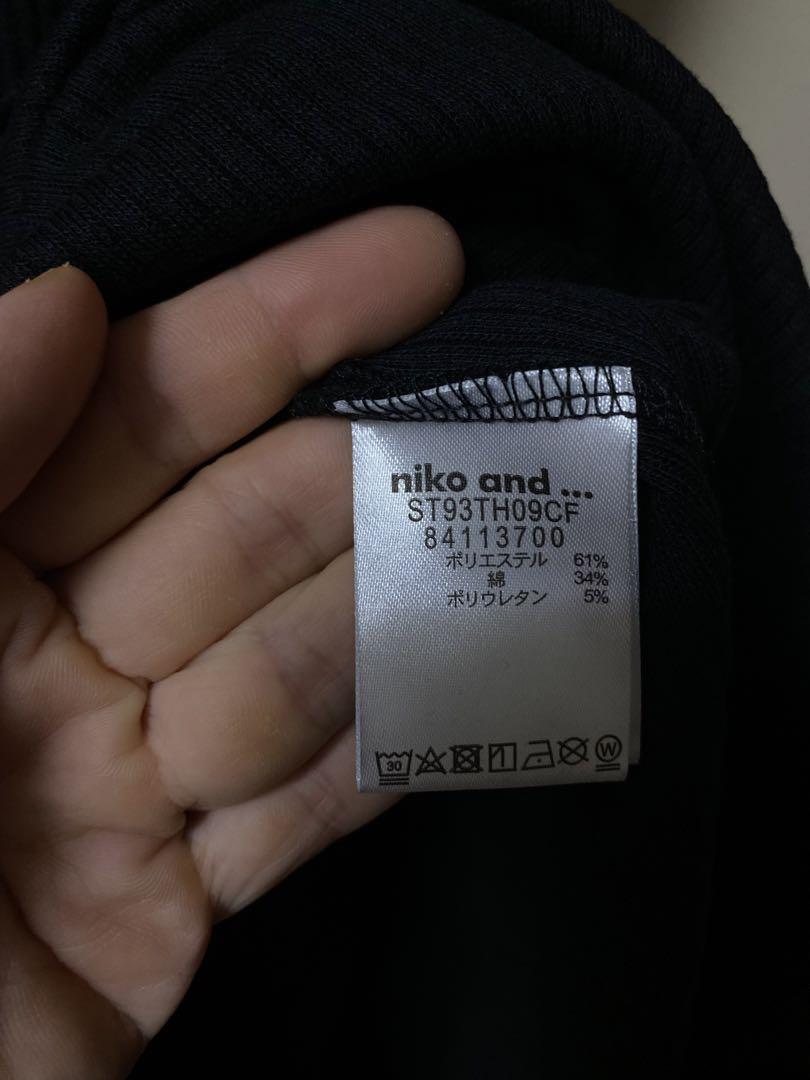 niko and ...
ST93TH09CF
84113700
ポリエステル 61%
綿 34%
ポリウレタン 5%
30 W